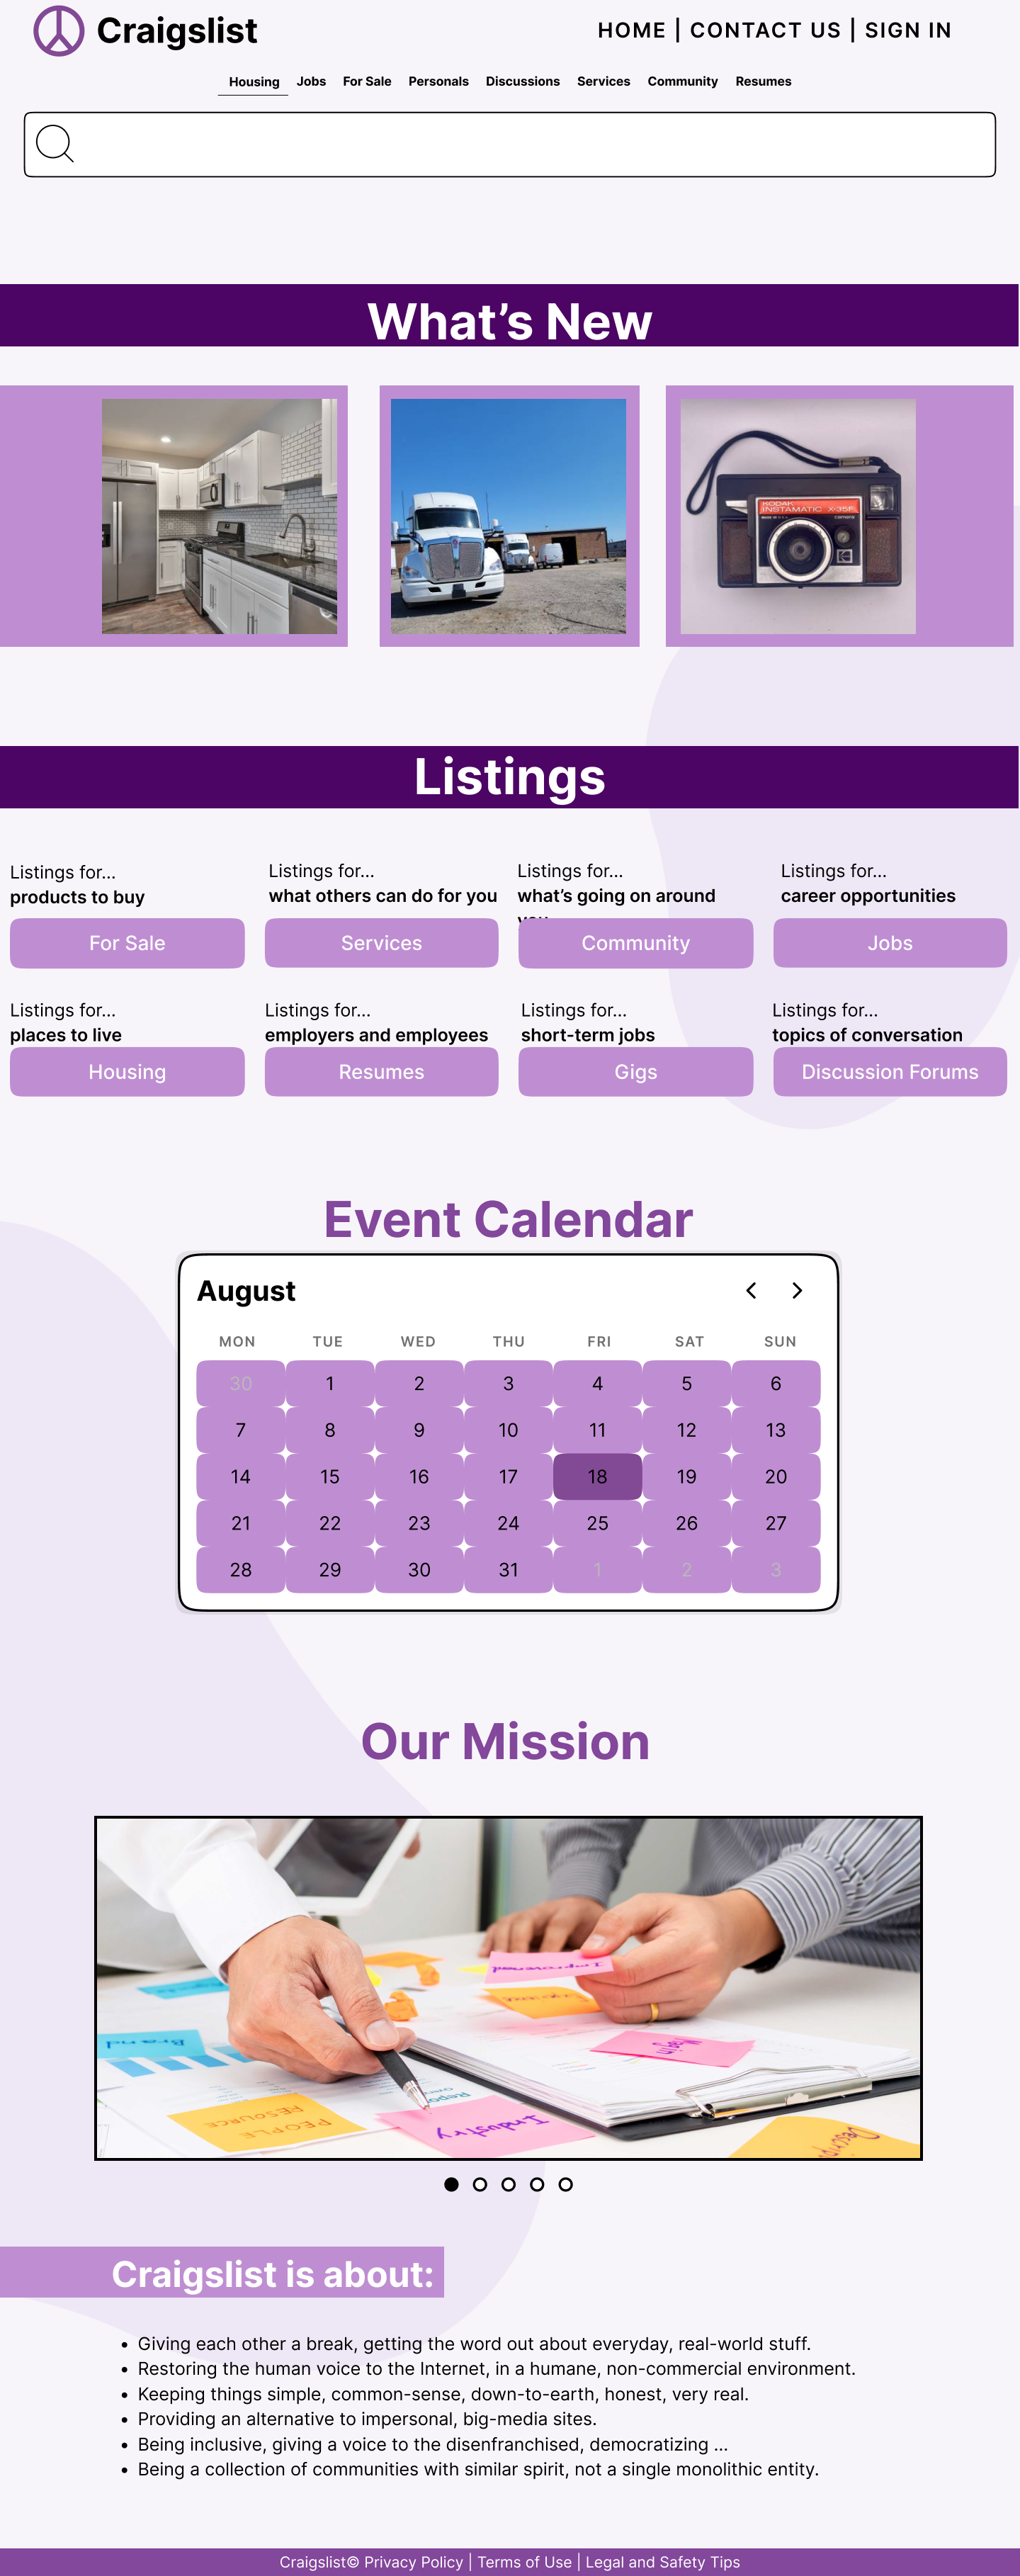 Craigslist
HOME | CONTACT US | SIGN IN
Housing Jobs For Sale Personals Discussions Services Community Resumes
What's New
KODAK
INSTAMATIC X-15F
camera
Listings
Listings for...
products to buy
For Sale
Listings for...
what others can do for you
Services
Listings for...
what's going on around
you
Community
Listings for...
career opportunities
Jobs
Listings for...
places to live
Housing
Listings for...
employers and employees
Resumes
Listings for...
short-term jobs
Gigs
Listings for...
topics of conversation
Discussion Forums
Event Calendar
August
MON TUE WED THU FRI SAT SUN
30 1 2 3 4 5 6
7 8 9 10 11 12 13
14 15 16 17 18 19 20
21 22 23 24 25 26 27
28 29 30 31 1 2 3
Our Mission
Improvement
Experience
Brand
Main
PEOPLE
RESOURCE
Industry
Craigslist is about:
• Giving each other a break, getting the word out about everyday, real-world stuff.
• Restoring the human voice to the Internet, in a humane, non-commercial environment.
• Keeping things simple, common-sense, down-to-earth, honest, very real.
• Providing an alternative to impersonal, big-media sites.
• Being inclusive, giving a voice to the disenfranchised, democratizing ...
• Being a collection of communities with similar spirit, not a single monolithic entity.
Craigslist© Privacy Policy | Terms of Use | Legal and Safety Tips